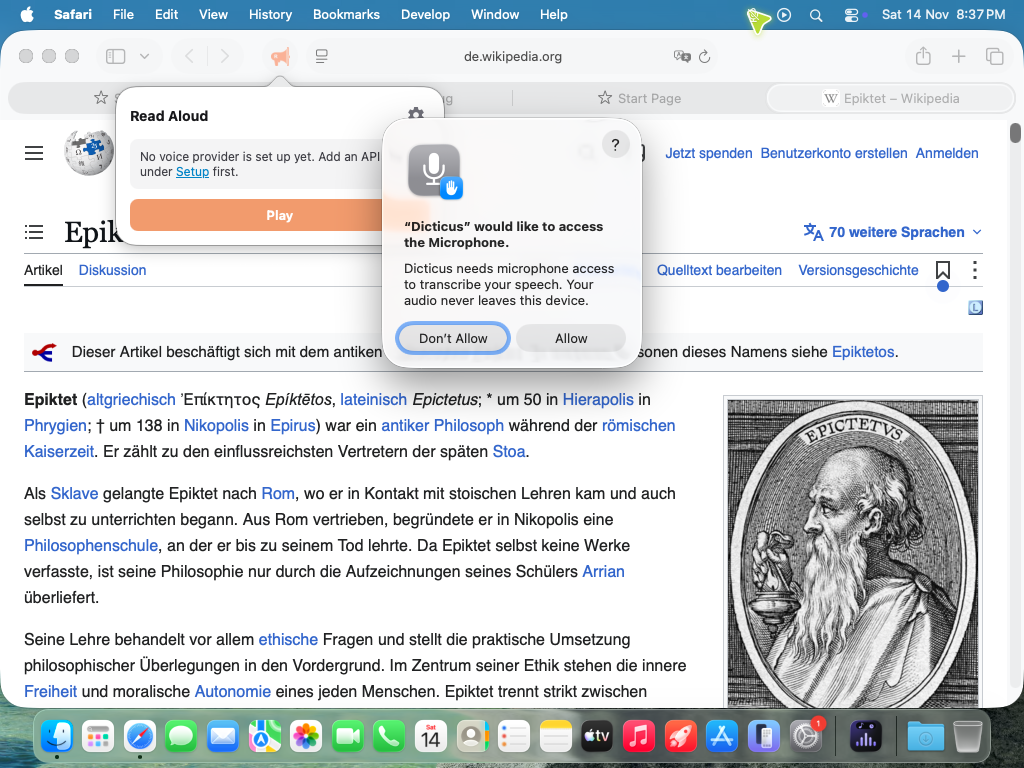 Safari File Edit View History Bookmarks Develop Window Help Sat 14 Nov 8:37 PM
de.wikipedia.org
Start Page
W Epiktet – Wikipedia
Read Aloud
No voice provider is set up yet. Add an API
under Setup first.
Play
?
"Dicticus" would like to access
the Microphone.
Dicticus needs microphone access
to transcribe your speech. Your
audio never leaves this device.
Don't Allow Allow
Jetzt spenden Benutzerkonto erstellen Anmelden
70 weitere Sprachen
Artikel Diskussion Quelltext bearbeiten Versionsgeschichte
L
Dieser Artikel beschäftigt sich mit dem antiken
dieses Namens siehe Epiktetos.
Epiktet (altgriechisch Ἐπίκτητος Epíktētos, lateinisch Epictetus; * um 50 in Hierapolis in
Phrygien; † um 138 in Nikopolis in Epirus) war ein antiker Philosoph während der römischen
Kaiserzeit. Er zählt zu den einflussreichsten Vertretern der späten Stoa.
Als Sklave gelangte Epiktet nach Rom, wo er in Kontakt mit stoischen Lehren kam und auch
selbst zu unterrichten begann. Aus Rom vertrieben, begründete er in Nikopolis eine
Philosophenschule, an der er bis zu seinem Tod lehrte. Da Epiktet selbst keine Werke
verfasste, ist seine Philosophie nur durch die Aufzeichnungen seines Schülers Arrian
überliefert.
Seine Lehre behandelt vor allem ethische Fragen und stellt die praktische Umsetzung
philosophischer Überlegungen in den Vordergrund. Im Zentrum seiner Ethik stehen die innere
Freiheit und moralische Autonomie eines jeden Menschen. Epiktet trennt strikt zwischen
EPICTETVS.
Sat
14
tv
1